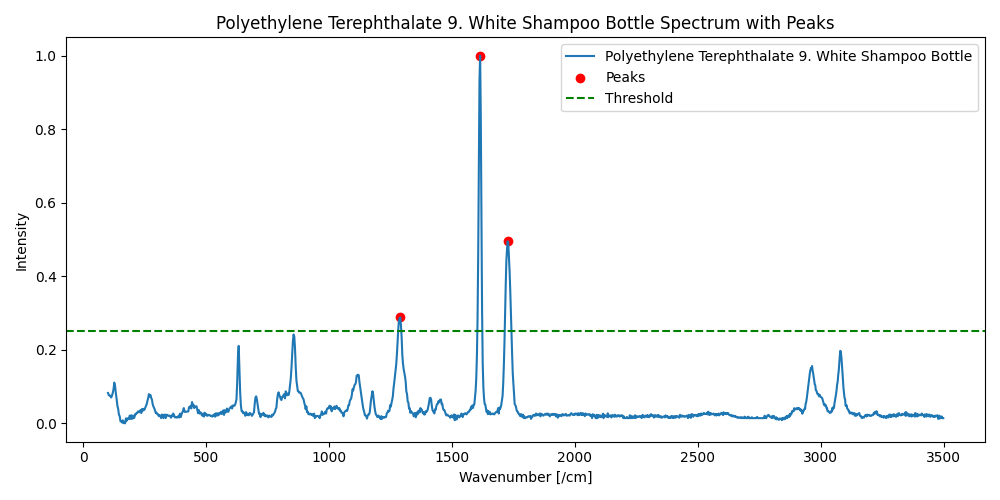 Polyethylene Terephthalate 9. White Shampoo Bottle Spectrum with Peaks
Polyethylene Terephthalate 9. White Shampoo Bottle
Peaks
Threshold
Intensity
1.0
0.8
0.6
0.4
0.2
0.0
0 500 1000 1500 2000 2500 3000 3500
Wavenumber [/cm]